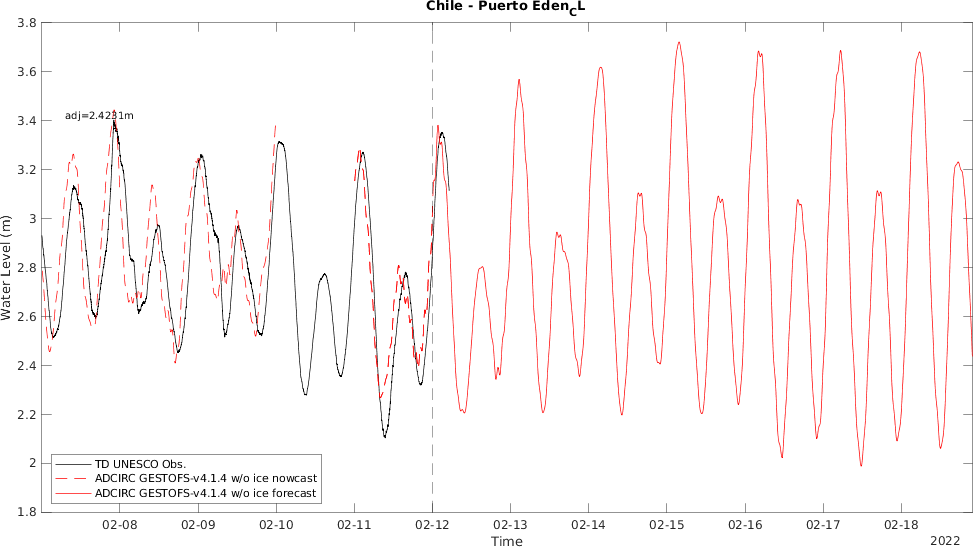 Chile - Puerto Eden_CL
3.8
3.6
3.4
3.2
3
2.8
2.6
2.4
2.2
2
1.8
Water Level (m)
adj=2.4231m
TD UNESCO Obs.
ADCIRC GESTOFS-v4.1.4 w/o ice nowcast
ADCIRC GESTOFS-v4.1.4 w/o ice forecast
02-08 02-09 02-10 02-11 02-12 02-13 02-14 02-15 02-16 02-17 02-18
Time
2022